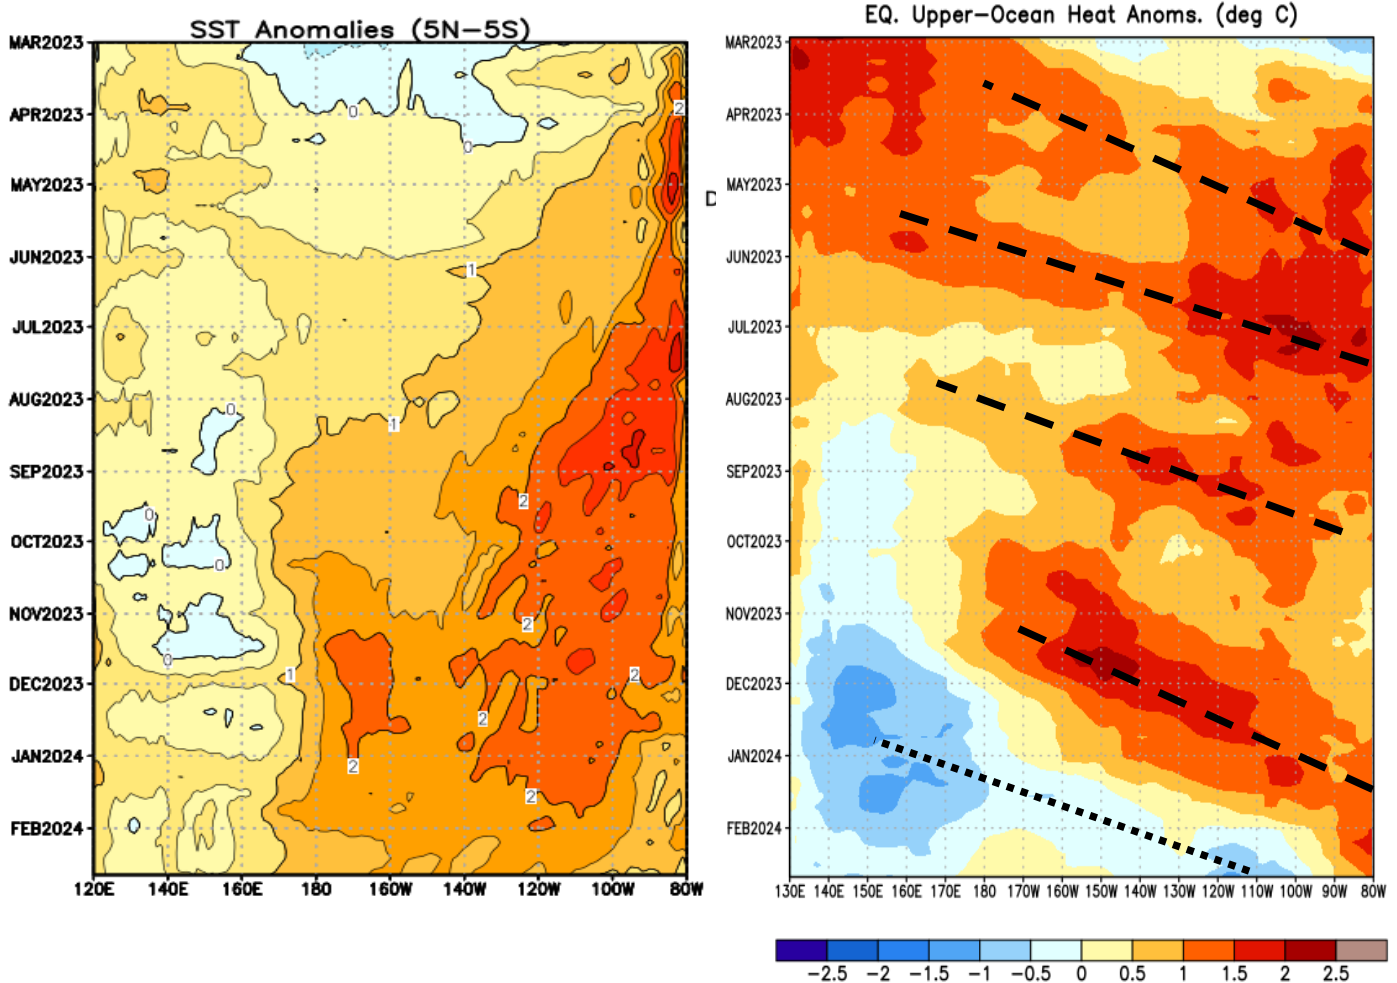 SST Anomalies (5N-5S)
MAR2023
APR2023
MAY2023
JUN2023
JUL2023
AUG2023
SEP2023
OCT2023
NOV2023
DEC2023
JAN2024
FEB2024
120E 140E 160E 180 160W 140W 120W 100W 80W
0
2
0
1
1
0
2
0
0
2
0
1
2
2
2
2
D
EQ. Upper-Ocean Heat Anoms. (deg C)
MAR2023
APR2023
MAY2023
JUN2023
JUL2023
AUG2023
SEP2023
OCT2023
NOV2023
DEC2023
JAN2024
FEB2024
130E 140E 150E 160E 170E 180 170W 160W 150W 140W 130W 120W 110W 100W 90W 80W
-2.5 -2 -1.5 -1 -0.5 0 0.5 1 1.5 2 2.5